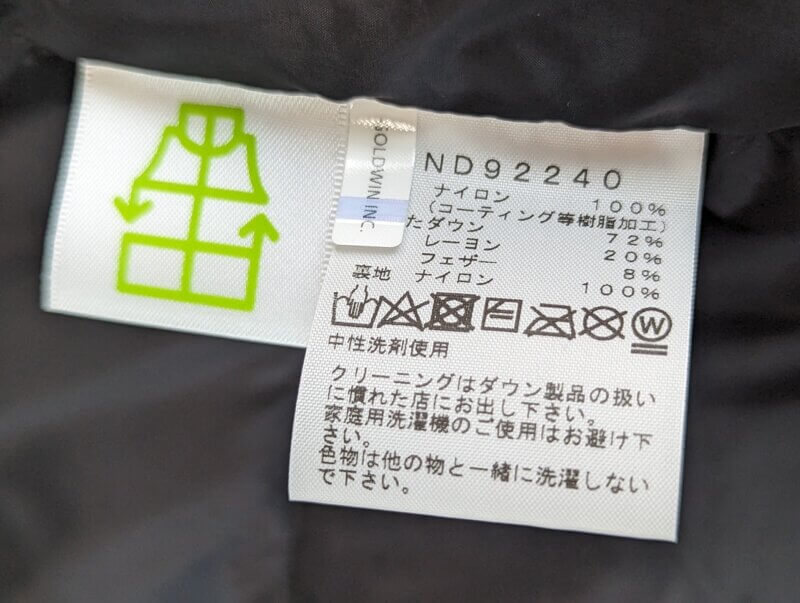 GOLDWIN INC.
ND92240
ナイロン 100%
(コーティング等樹脂加工)
たダウン 72%
レーヨン 20%
フェザー 8%
裏地 ナイロン 100%
W
中性洗剤使用
クリーニングはダウン製品の扱い
に慣れた店にお出し下さい。
家庭用洗濯機のご使用はお避け下
さい。
色物は他の物と一緒に洗濯しない
で下さい。